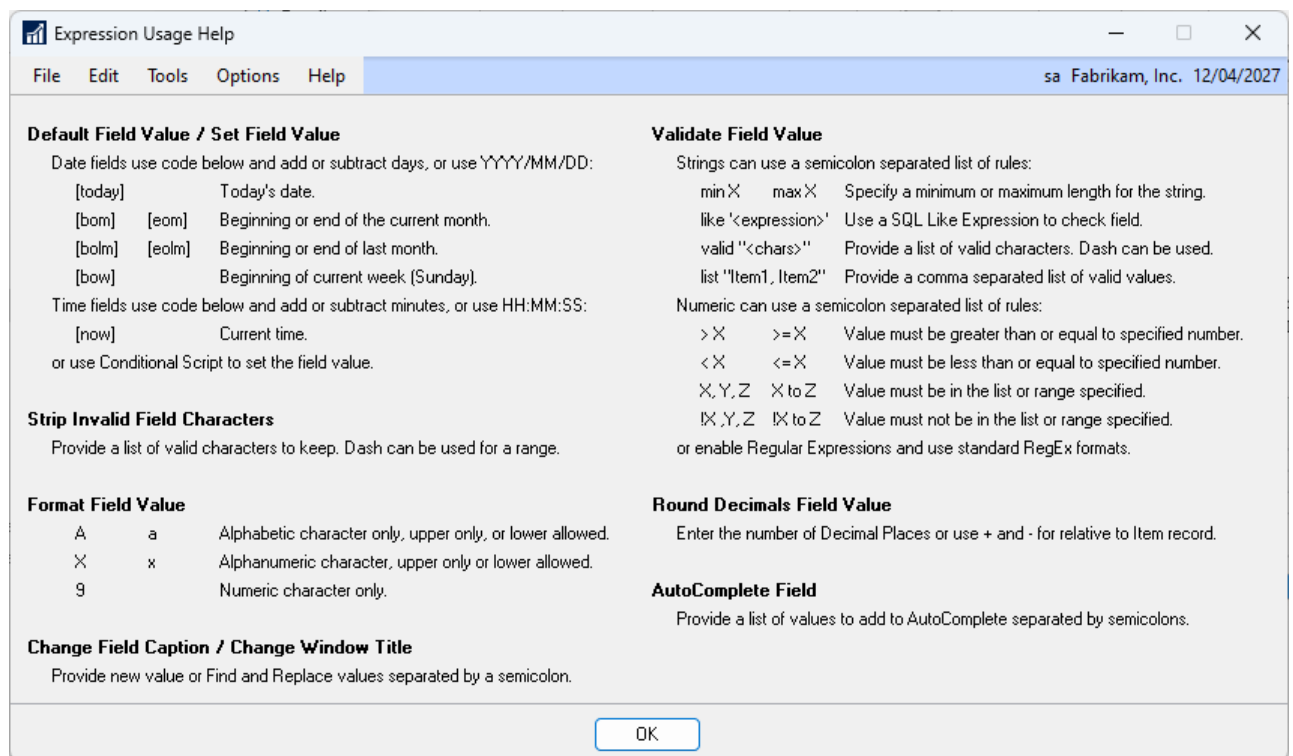 Expression Usage Help
File Edit Tools Options Help sa Fabrikam, Inc. 12/04/2027
Default Field Value / Set Field Value
Date fields use code below and add or subtract days, or use YYYY/MM/DD:
[today] Today's date.
[bom] [eom] Beginning or end of the current month.
[bolm] [eolm] Beginning or end of last month.
[bow] Beginning of current week (Sunday).
Time fields use code below and add or subtract minutes, or use HH:MM:SS:
[now] Current time.
or use Conditional Script to set the field value.
Strip Invalid Field Characters
Provide a list of valid characters to keep. Dash can be used for a range.
Format Field Value
A a Alphabetic character only, upper only, or lower allowed.
X x Alphanumeric character, upper only or lower allowed.
9 Numeric character only.
Change Field Caption / Change Window Title
Provide new value or Find and Replace values separated by a semicolon.
Validate Field Value
Strings can use a semicolon separated list of rules:
min X max X Specify a minimum or maximum length for the string.
like '<expression>' Use a SQL Like Expression to check field.
valid "<chars>" Provide a list of valid characters. Dash can be used.
list "Item1, Item2" Provide a comma separated list of valid values.
Numeric can use a semicolon separated list of rules:
> X >= X Value must be greater than or equal to specified number.
< X <= X Value must be less than or equal to specified number.
X, Y, Z X to Z Value must be in the list or range specified.
!X ,Y, Z !X to Z Value must not be in the list or range specified.
or enable Regular Expressions and use standard RegEx formats.
Round Decimals Field Value
Enter the number of Decimal Places or use + and - for relative to Item record.
AutoComplete Field
Provide a list of values to add to AutoComplete separated by semicolons.
OK